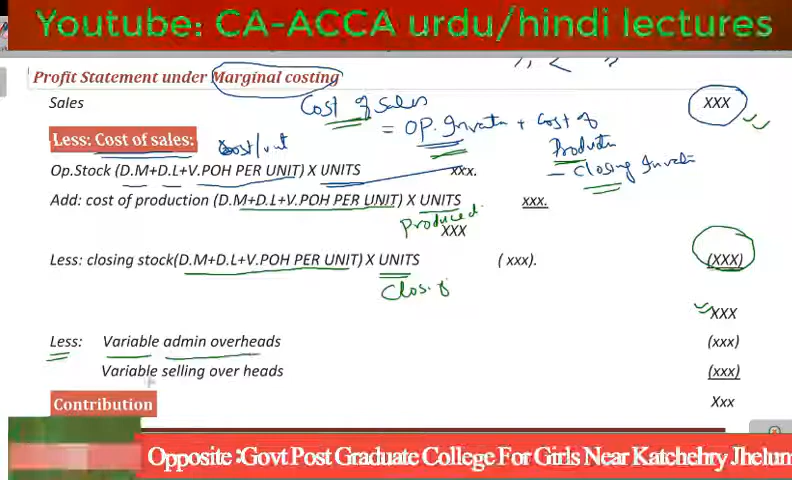 Youtube: CA-ACCA urdu/hindi lectures
Profit Statement under Marginal costing
Sales XXX
Cost of Sales
= OP. Inventn + Cost of
Productn
- Closing Inventn
Less: Cost of sales: Cost/unit
Op.Stock (D.M+D.L+V.POH PER UNIT) X UNITS xxx.
Add: cost of production (D.M+D.L+V.POH PER UNIT) X UNITS xxx.
Produced.
XXX
Less: closing stock(D.M+D.L+V.POH PER UNIT) X UNITS ( xxx). (XXX)
Clos.
XXX
Less: Variable admin overheads (xxx)
Variable selling over heads (xxx)
Contribution Xxx
Opposite :Govt Post Graduate College For Girls Near Katchehry Jhelum